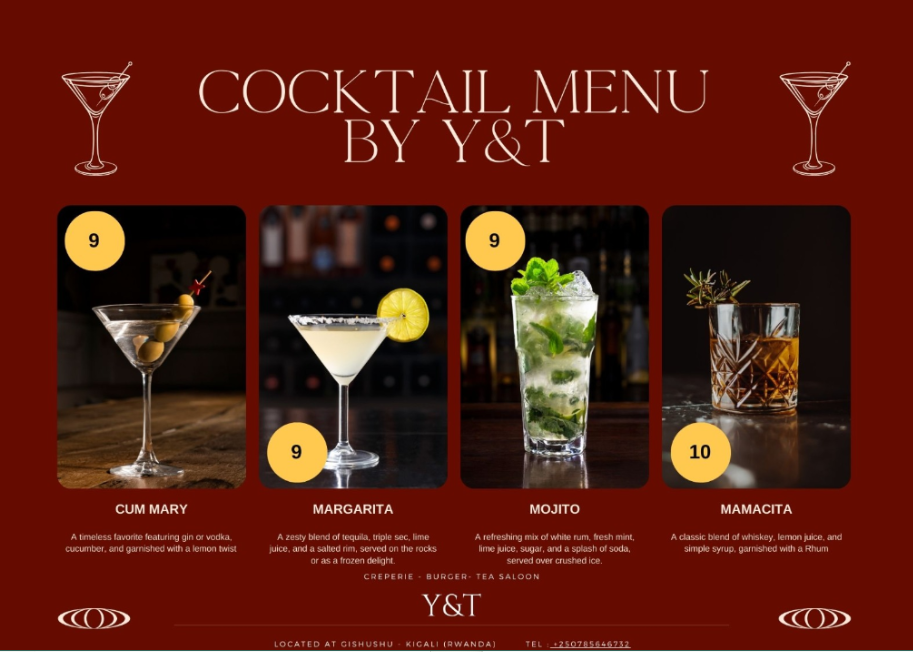 COCKTAIL MENU
BY Y&T
9
9
9
10
CUM MARY
A timeless favorite featuring gin or vodka,
cucumber, and garnished with a lemon twist
MARGARITA
A zesty blend of tequila, triple sec, lime
juice, and a salted rim, served on the rocks
or as a frozen delight.
MOJITO
A refreshing mix of white rum, fresh mint,
lime juice, sugar, and a splash of soda,
served over crushed ice.
MAMACITA
A classic blend of whiskey, lemon juice, and
simple syrup, garnished with a Rhum
CREPERIE - BURGER- TEA SALOON
Y&T
LOCATED AT GISHUSHU - KIGALI (RWANDA) TEL : +250785646732